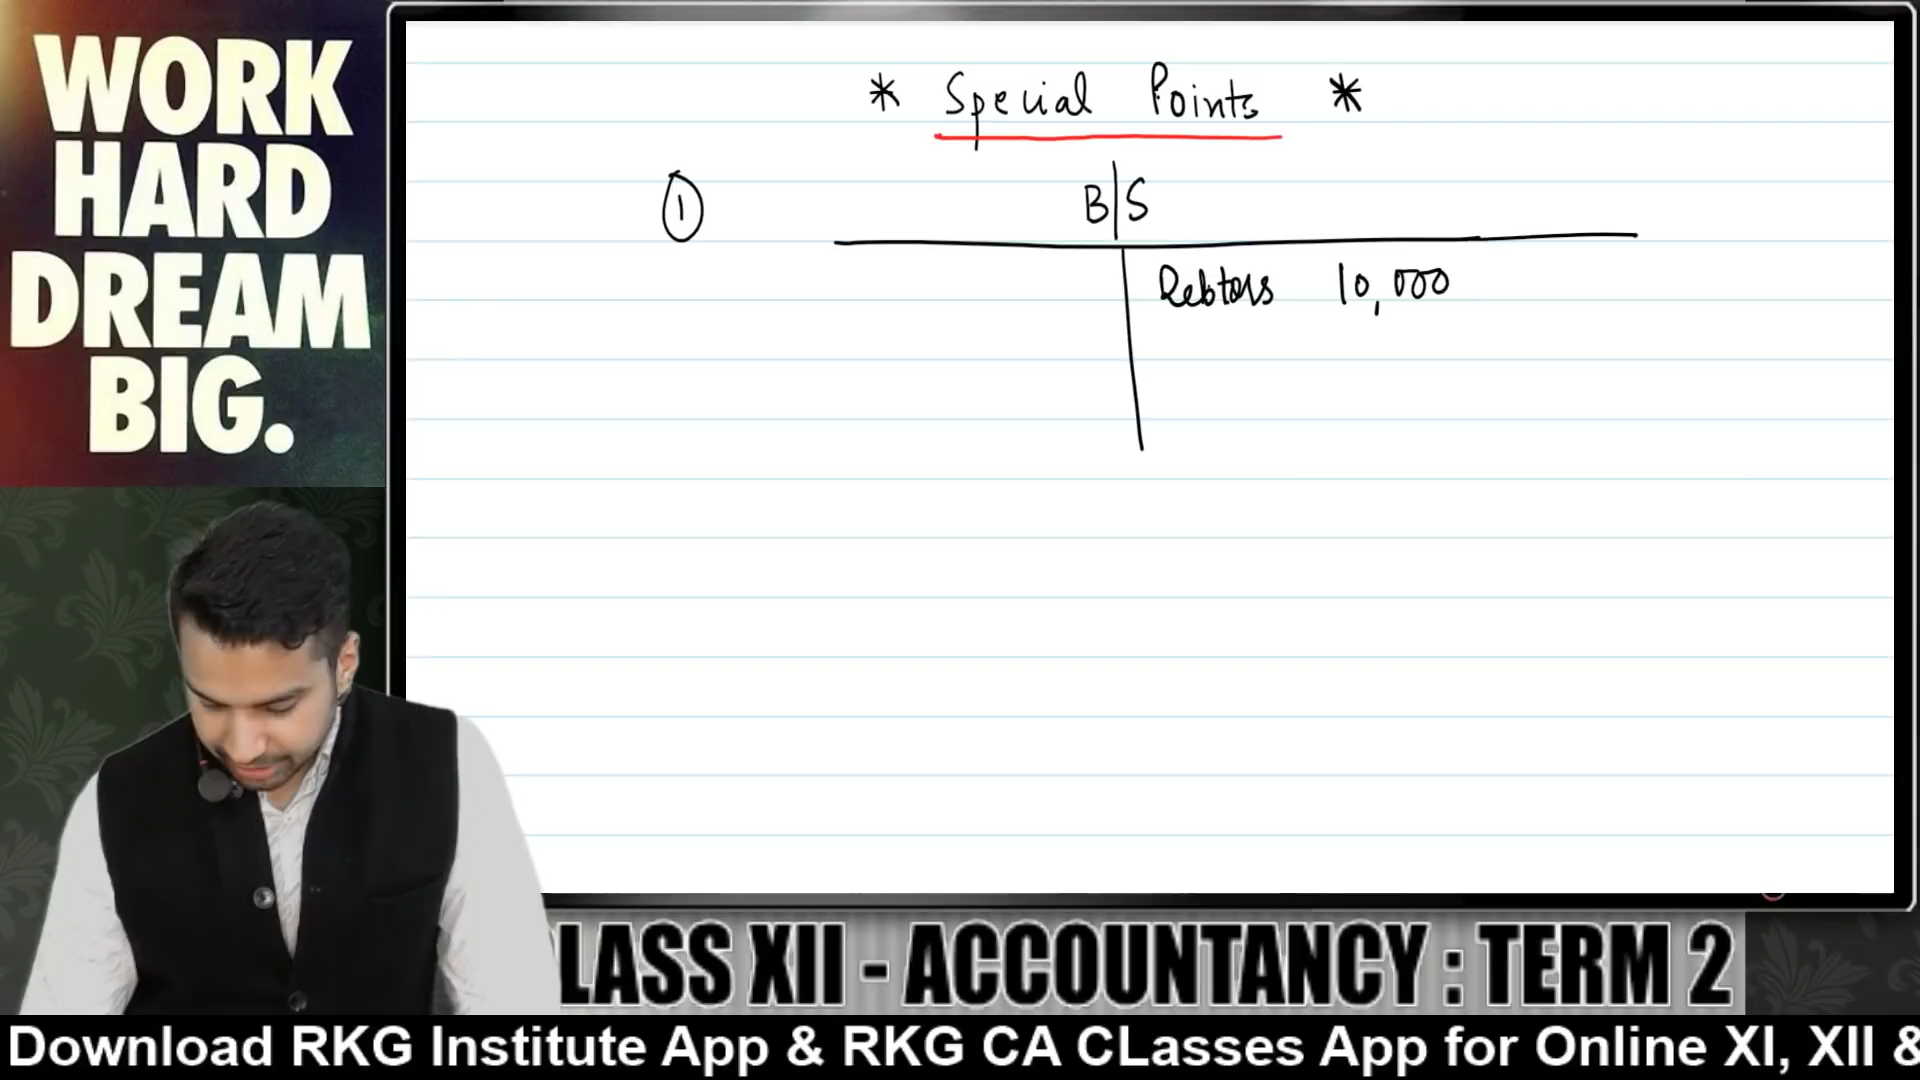 WORK
HARD
DREAM
BIG.
* Special Points *
① B|S
Debtors 10,000
LASS XII - ACCOUNTANCY : TERM 2
Download RKG Institute App & RKG CA CLasses App for Online XI, XII &